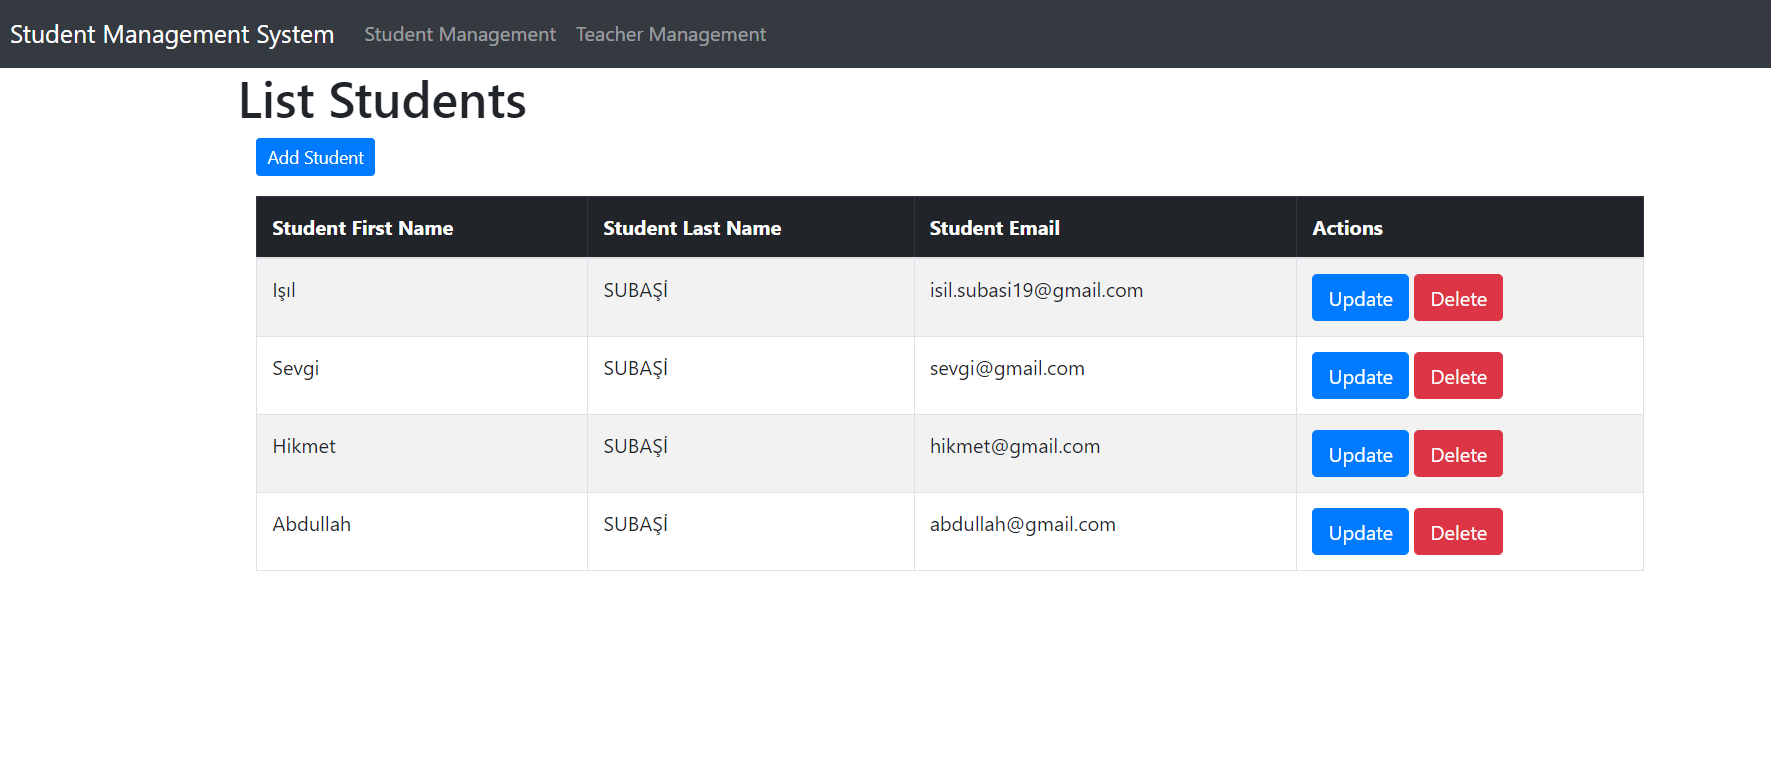 Student Management System Student Management Teacher Management
List Students
Add Student
Student First Name Student Last Name Student Email Actions
Işıl SUBAŞİ isil.subasi19@gmail.com Update Delete
Sevgi SUBAŞİ sevgi@gmail.com Update Delete
Hikmet SUBAŞİ hikmet@gmail.com Update Delete
Abdullah SUBAŞİ abdullah@gmail.com Update Delete